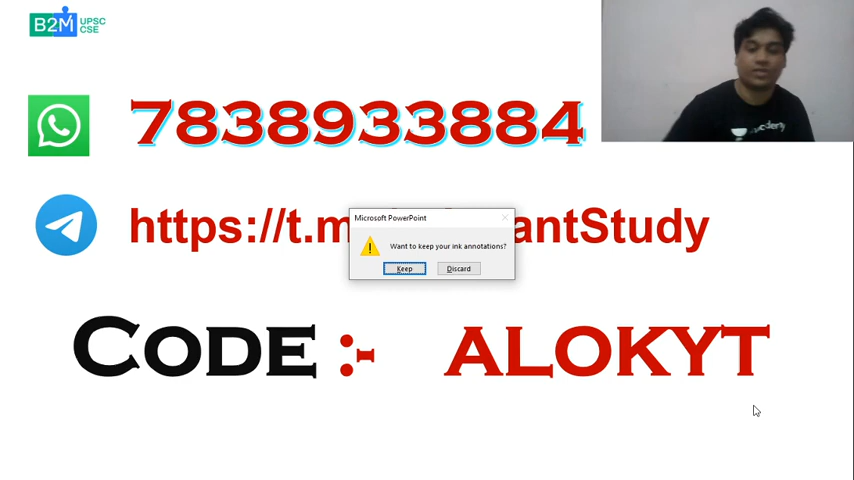 B2M UPSC
CSE
7838933884
Microsoft PowerPoint
https://t.m antStudy
Want to keep your ink annotations?
Keep Discard
CODE :- ALOKYT